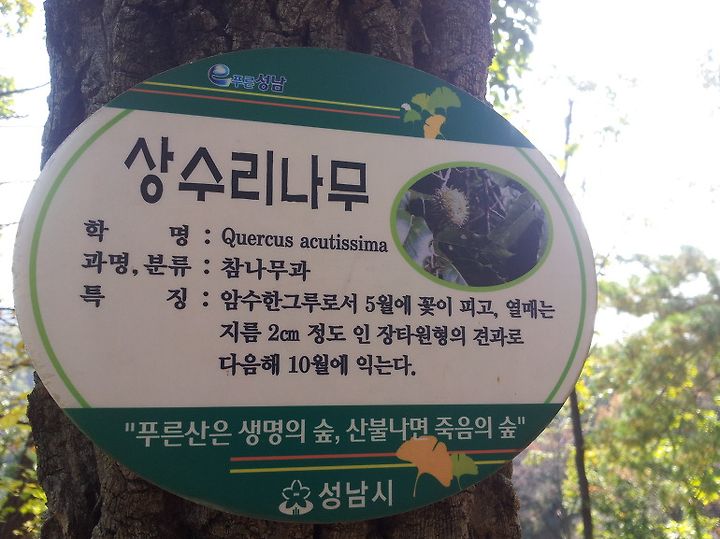 e푸른성남
상수리나무
학 명 : Quercus acutissima
과명, 분류 : 참나무과
특 징 : 암수한그루로서 5월에 꽃이 피고, 열매는
지름 2㎝ 정도 인 장타원형의 견과로
다음해 10월에 익는다.
"푸른산은 생명의 숲, 산불나면 죽음의 숲"
성남시